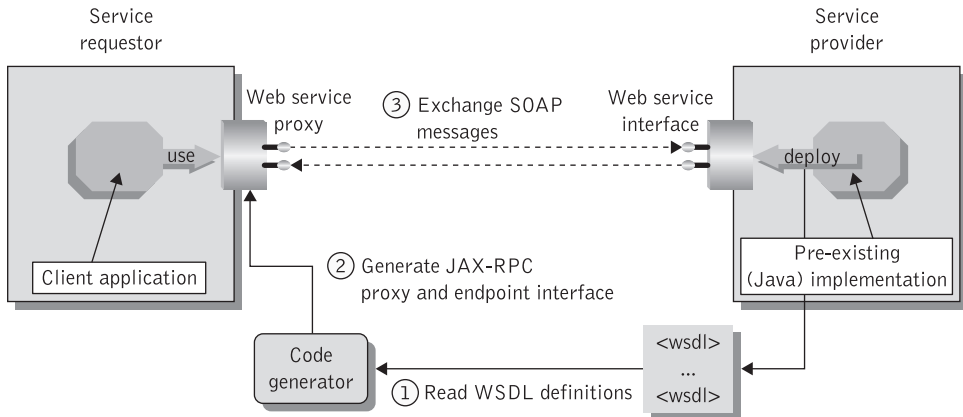 Service
requestor
Service
provider
Web service
proxy
③ Exchange SOAP
messages
Web service
interface
use
deploy
Client application
② Generate JAX-RPC
proxy and endpoint interface
Pre-existing
(Java) implementation
Code
generator
① Read WSDL definitions
<wsdl>
...
<wsdl>